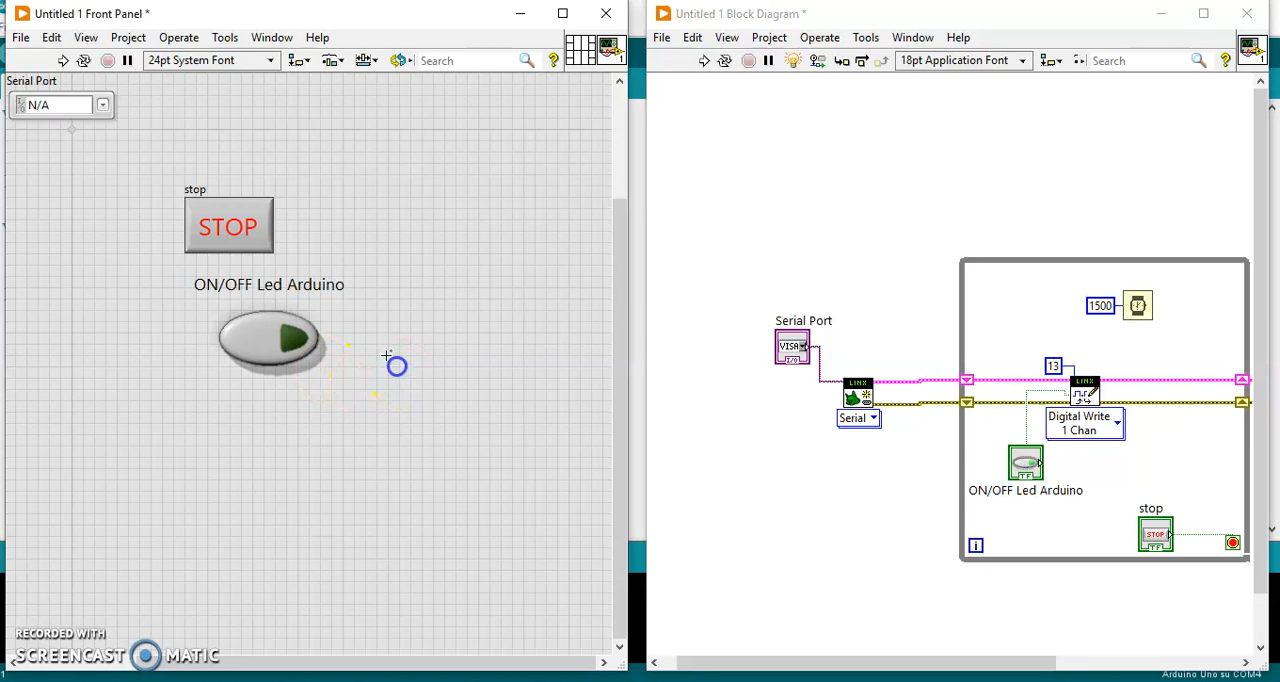 Untitled 1 Front Panel *
File Edit View Project Operate Tools Window Help
24pt System Font
Search
Serial Port
N/A
stop
STOP
ON/OFF Led Arduino
RECORDED WITH
SCREENCAST MATIC
Untitled 1 Block Diagram *
File Edit View Project Operate Tools Window Help
18pt Application Font
Search
1500
Serial Port
VISA
I/O
13
LINX
LINX
Serial
Digital Write
1 Chan
TF
ON/OFF Led Arduino
stop
STOP
TF
i
Arduino Uno su COM4